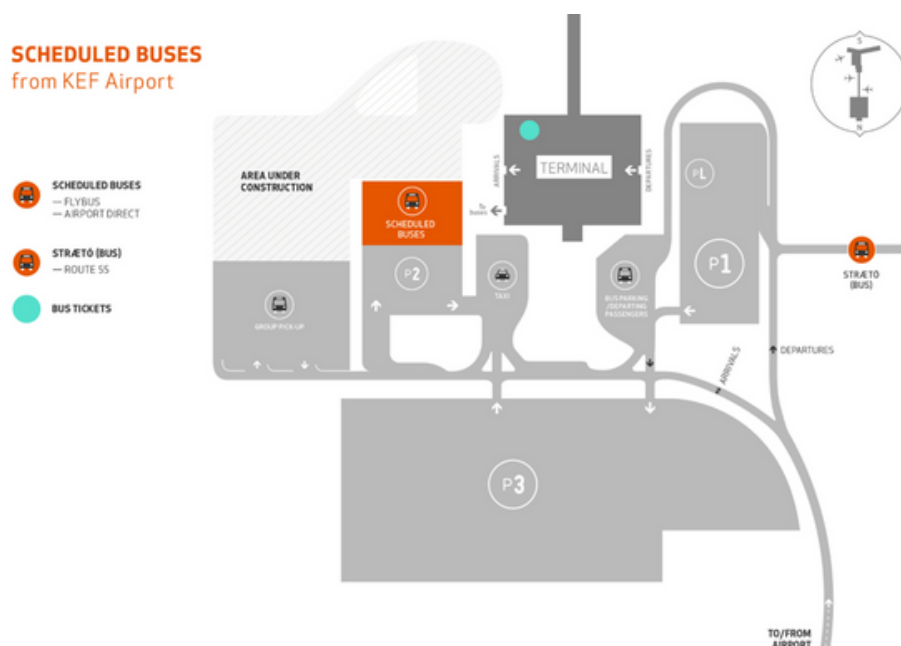 SCHEDULED BUSES
from KEF Airport
SCHEDULED BUSES
— FLYBUS
— AIRPORT DIRECT
STRÆTÓ (BUS)
— ROUTE 55
BUS TICKETS
AREA UNDER
CONSTRUCTION
SCHEDULED
BUSES
P2
GROUP PICK-UP
TAXI
ARRIVALS
TERMINAL
DEPARTURES
To
buses
BUS PARKING
/DEPARTING
PASSENGERS
PL
P1
S
N
STRÆTÓ
(BUS)
DEPARTURES
ARRIVALS
P3
TO/FROM
AIRPORT